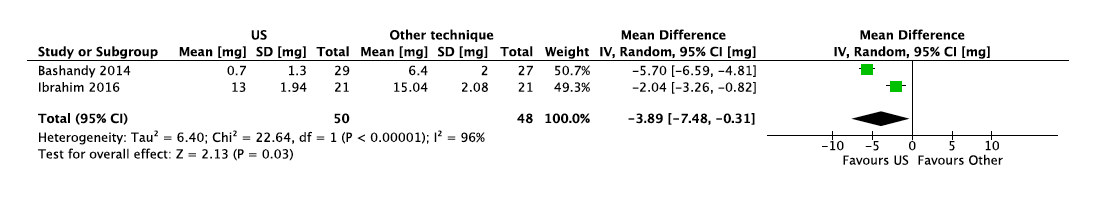 US Other technique Mean Difference Mean Difference
Study or Subgroup Mean [mg] SD [mg] Total Mean [mg] SD [mg] Total Weight IV, Random, 95% CI [mg] IV, Random, 95% CI [mg]
Bashandy 2014 0.7 1.3 29 6.4 2 27 50.7% −5.70 [−6.59, −4.81]
Ibrahim 2016 13 1.94 21 15.04 2.08 21 49.3% −2.04 [−3.26, −0.82]
Total (95% CI) 50 48 100.0% −3.89 [−7.48, −0.31]
Heterogeneity: Tau² = 6.40; Chi² = 22.64, df = 1 (P < 0.00001); I² = 96%
Test for overall effect: Z = 2.13 (P = 0.03)
−10 −5 0 5 10
Favours US Favours Other